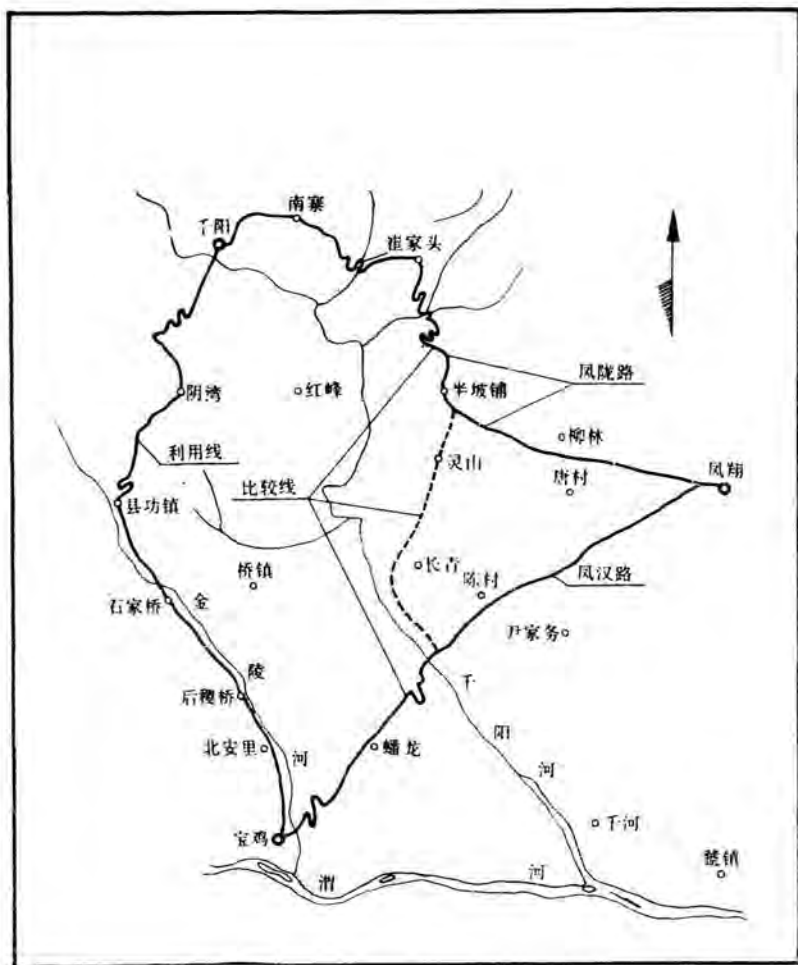 南寨
千阳
崔家头
凤陇路
阴湾
红峰
半坡铺
柳林
利用线
灵山
凤翔
比较线
唐村
县功镇
长青
凤汉路
桥镇
陈村
石家桥
金
尹家务
陵
千
后稷桥
阳
北安里
河
蟠龙
河
千河
宝鸡
虢镇
渭
河